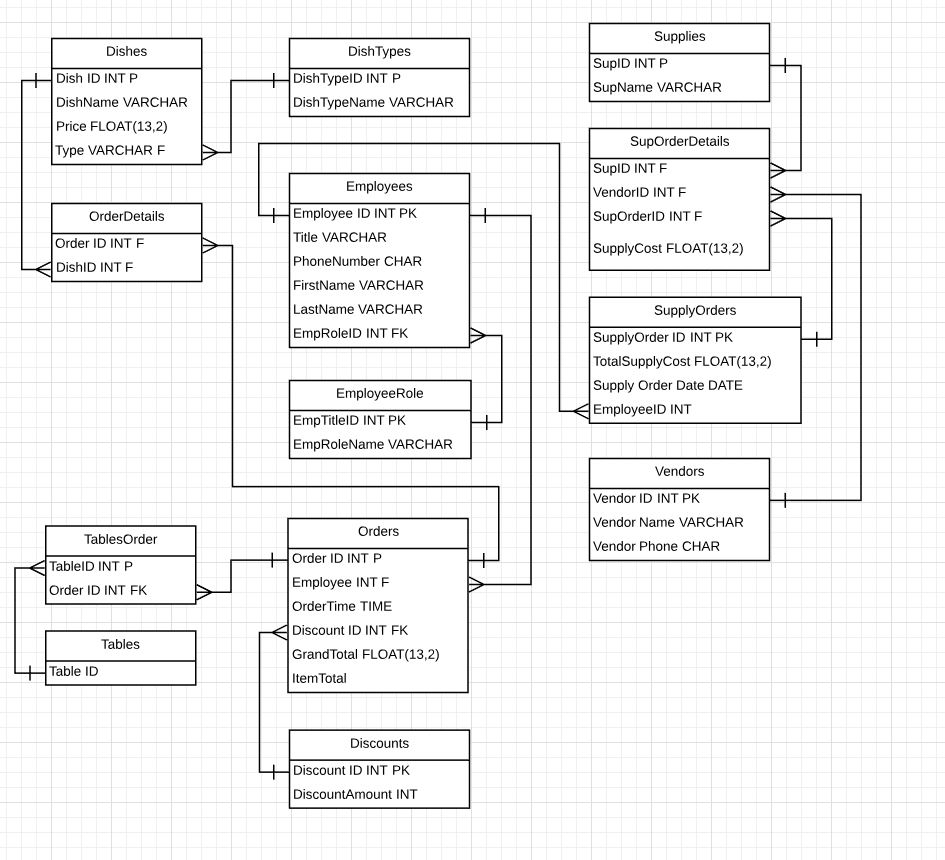 Dishes
Dish ID INT P
DishName VARCHAR
Price FLOAT(13,2)
Type VARCHAR F
DishTypes
DishTypeID INT P
DishTypeName VARCHAR
Supplies
SupID INT P
SupName VARCHAR
SupOrderDetails
SupID INT F
VendorID INT F
SupOrderID INT F
SupplyCost FLOAT(13,2)
Employees
Employee ID INT PK
Title VARCHAR
PhoneNumber CHAR
FirstName VARCHAR
LastName VARCHAR
EmpRoleID INT FK
OrderDetails
Order ID INT F
DishID INT F
SupplyOrders
SupplyOrder ID INT PK
TotalSupplyCost FLOAT(13,2)
Supply Order Date DATE
EmployeeID INT
EmployeeRole
EmpTitleID INT PK
EmpRoleName VARCHAR
Vendors
Vendor ID INT PK
Vendor Name VARCHAR
Vendor Phone CHAR
TablesOrder
TableID INT P
Order ID INT FK
Orders
Order ID INT P
Employee INT F
OrderTime TIME
Discount ID INT FK
GrandTotal FLOAT(13,2)
ItemTotal
Tables
Table ID
Discounts
Discount ID INT PK
DiscountAmount INT